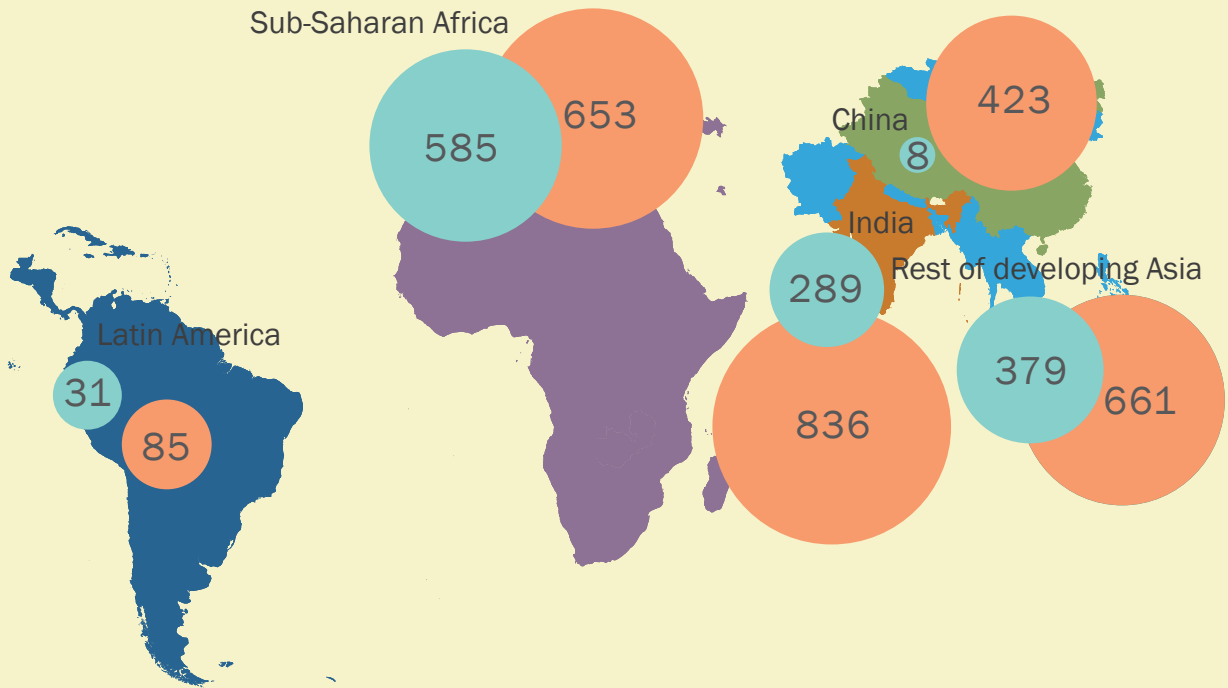 Sub-Saharan Africa
585
653
423
China
8
India
289
Rest of developing Asia
379
661
836
Latin America
31
85